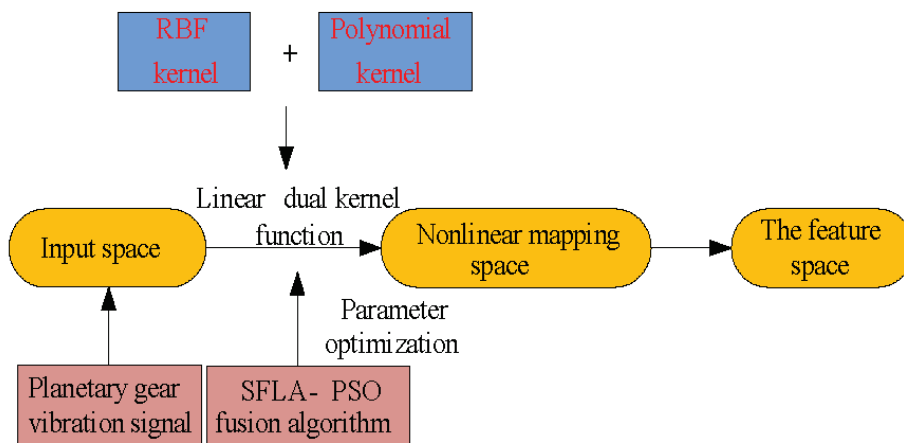 RBF
kernel
+
Polynomial
kernel
Linear dual kernel
function
Input space
Nonlinear mapping
space
The feature
space
Parameter
optimization
Planetary gear
vibration signal
SFLA- PSO
fusion algorithm